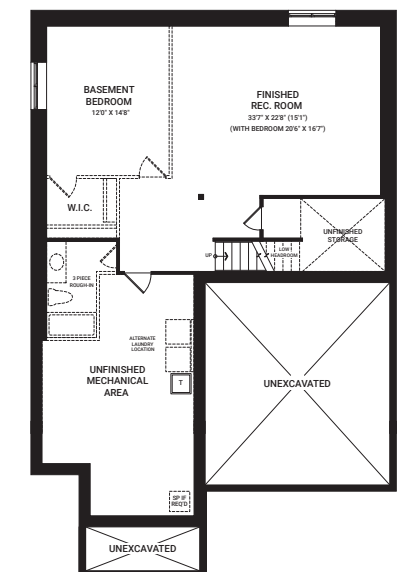 BASEMENT
BEDROOM
12'0" X 14'8"
FINISHED
REC. ROOM
33'7" X 22'8" (15'1")
(WITH BEDROOM 20'6" X 16'7")
W.I.C.
UNFINISHED
STORAGE
UP
LOW
HEADROOM
3 PIECE
ROUGH-IN
ALTERNATE
LAUNDRY
LOCATION
UNFINISHED
MECHANICAL
AREA
T
UNEXCAVATED
SP IF
REQ'D
UNEXCAVATED